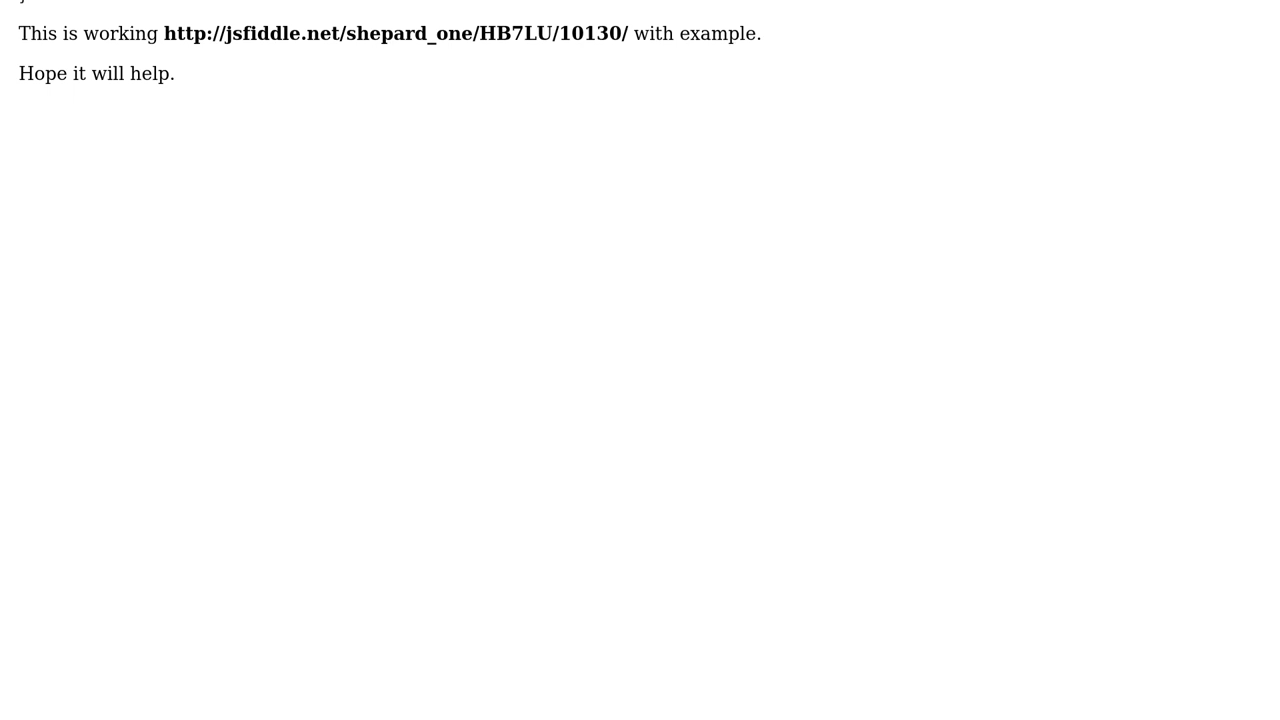 This is working http://jsfiddle.net/shepard_one/HB7LU/10130/ with example.
Hope it will help.